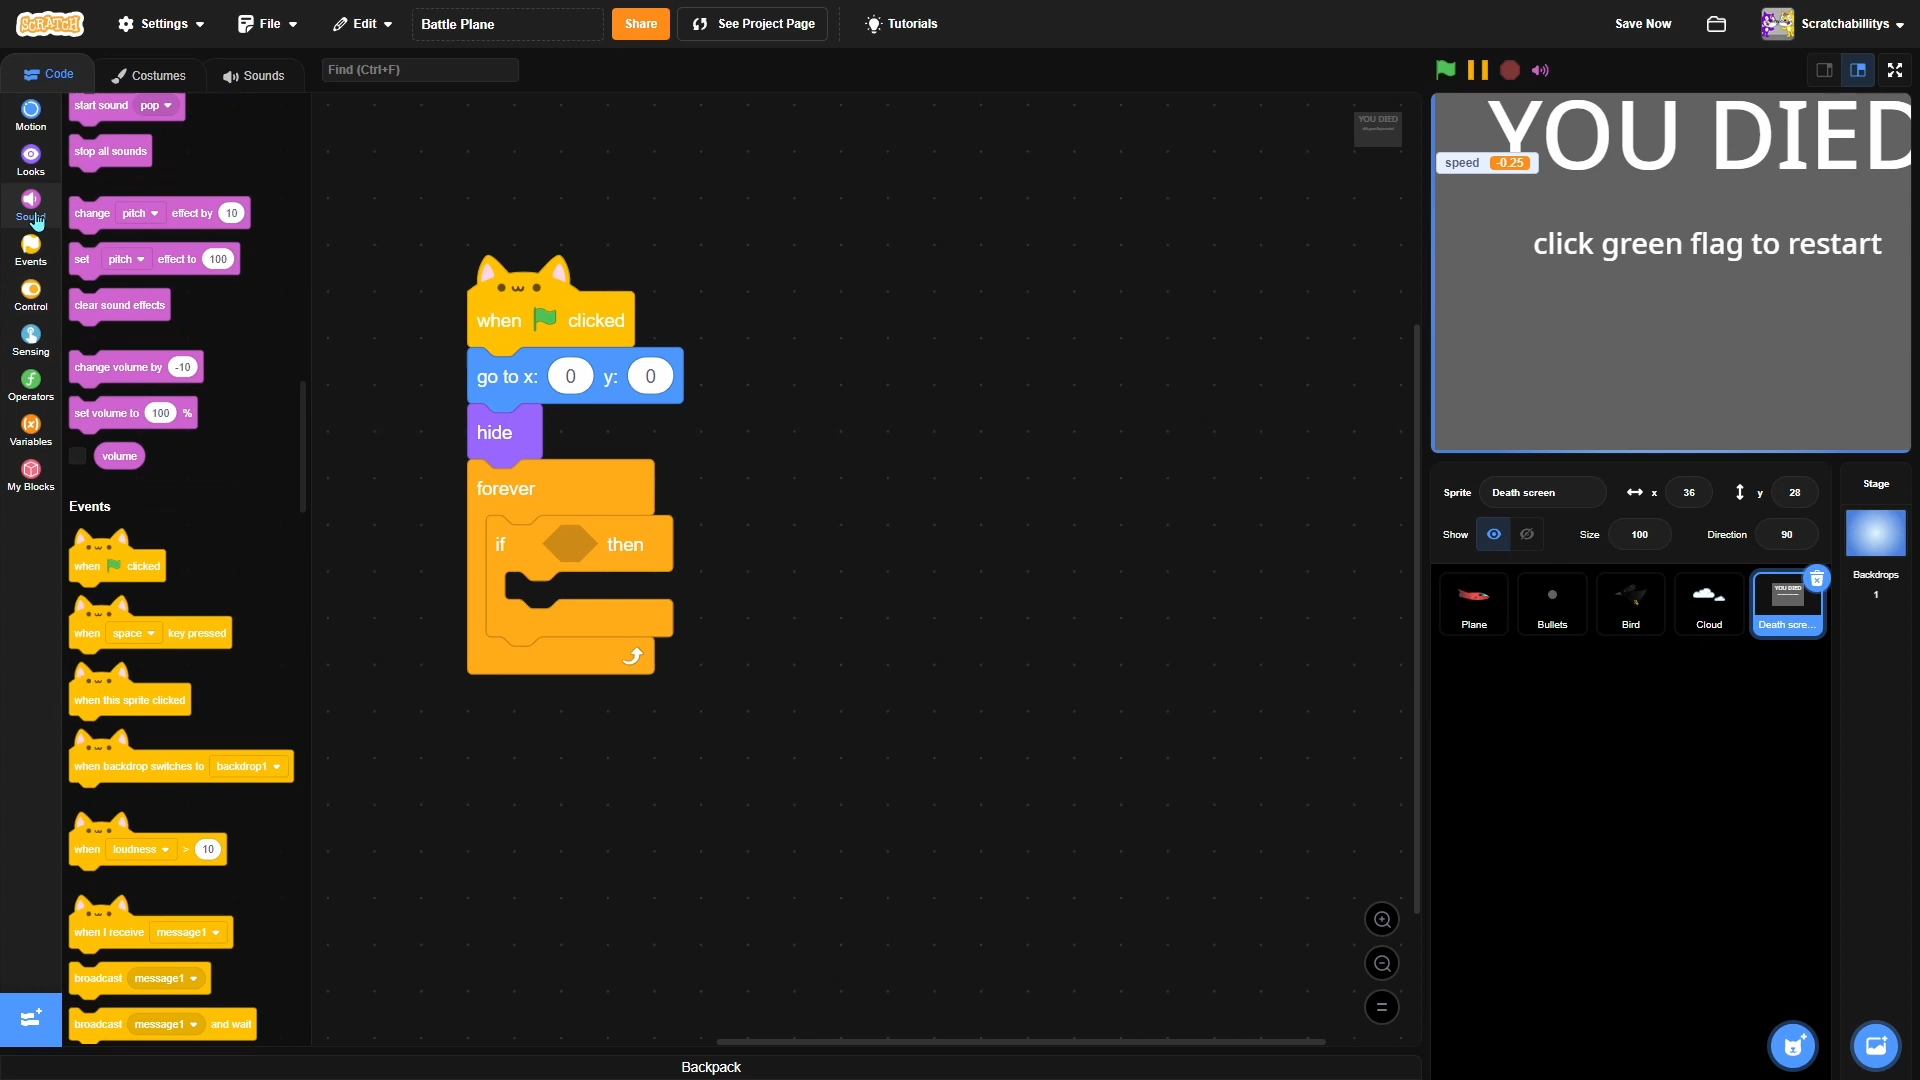 SCRATCH Settings File Edit Battle Plane Share See Project Page Tutorials Save Now Scratchabillitys
Code Costumes Sounds Find (Ctrl+F)
Motion
Looks
Sound
Events
Control
Sensing
Operators
Variables
My Blocks
start sound pop
stop all sounds
change pitch effect by 10
set pitch effect to 100
clear sound effects
change volume by -10
set volume to 100 %
volume
Events
when clicked
when space key pressed
when this sprite clicked
when backdrop switches to backdrop1
when loudness > 10
when I receive message1
broadcast message1
broadcast message1 and wait
when clicked
go to x: 0 y: 0
hide
forever
if then
YOU DIED
YOU DIED
speed -0.25
click green flag to restart
Sprite Death screen x 36 y 28
Show Size 100 Direction 90
Plane
Bullets
Bird
Cloud
YOU DIED
Death scre...
Stage
Backdrops
1
Backpack